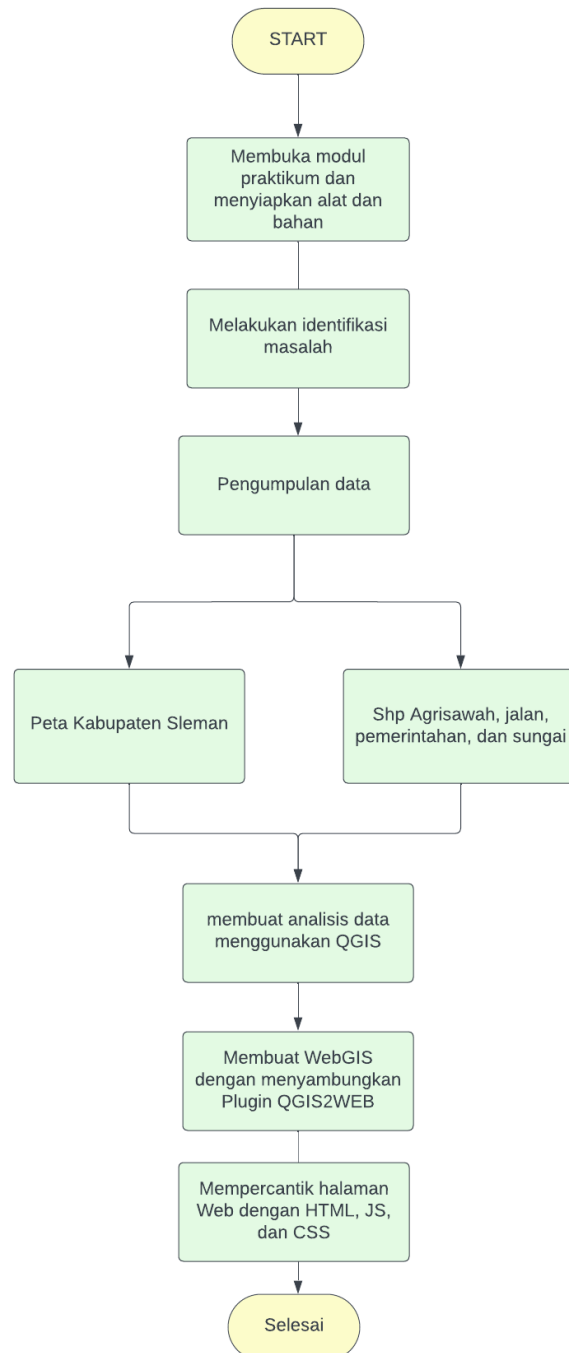 START
Membuka modul
praktikum dan
menyiapkan alat dan
bahan
Melakukan identifikasi
masalah
Pengumpulan data
Peta Kabupaten Sleman
Shp Agrisawah, jalan,
pemerintahan, dan sungai
membuat analisis data
menggunakan QGIS
Membuat WebGIS
dengan menyambungkan
Plugin QGIS2WEB
Mempercantik halaman
Web dengan HTML, JS,
dan CSS
Selesai